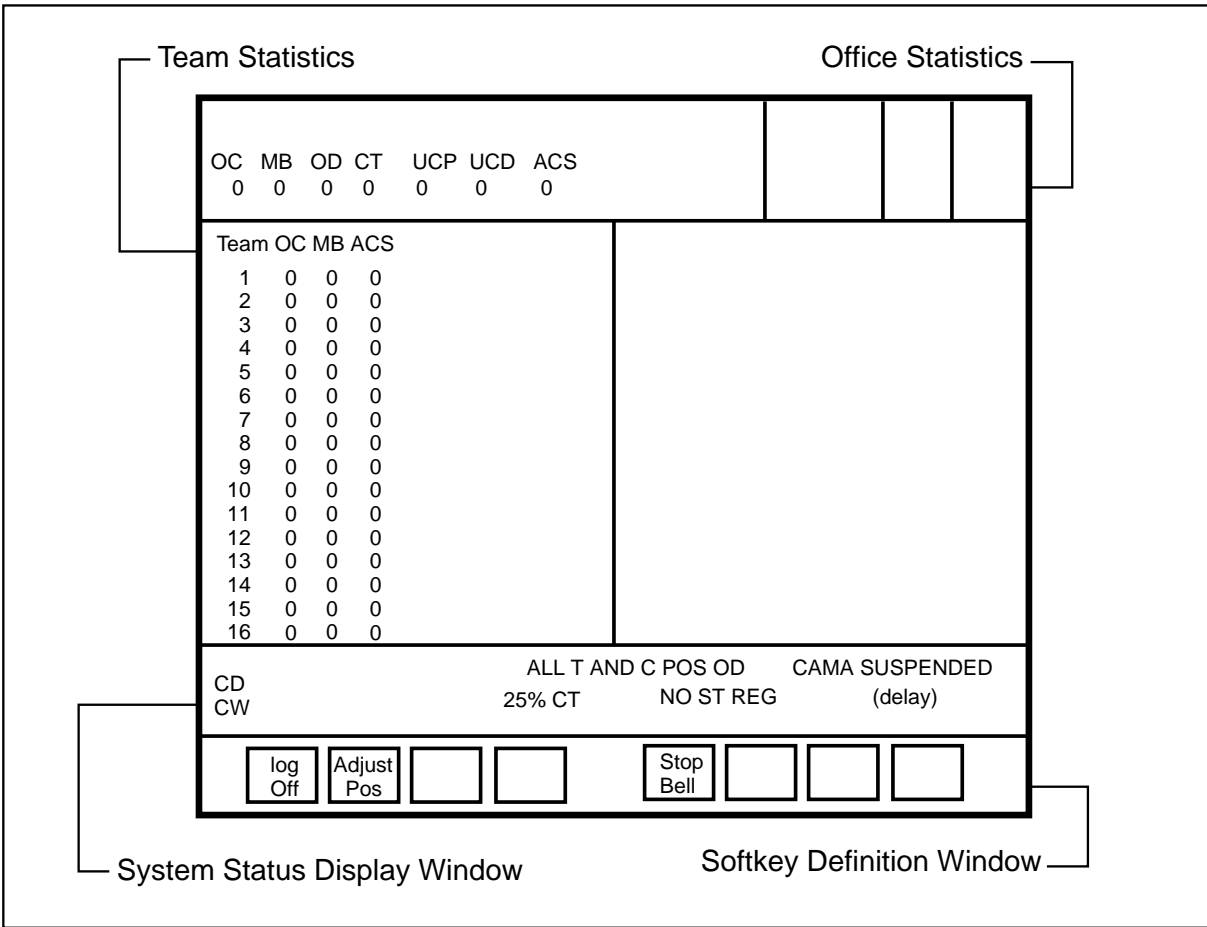 Team Statistics
Office Statistics
OC MB OD CT UCP UCD ACS
0 0 0 0 0 0 0
Team OC MB ACS
1 0 0 0
2 0 0 0
3 0 0 0
4 0 0 0
5 0 0 0
6 0 0 0
7 0 0 0
8 0 0 0
9 0 0 0
10 0 0 0
11 0 0 0
12 0 0 0
13 0 0 0
14 0 0 0
15 0 0 0
16 0 0 0
ALL T AND C POS OD CAMA SUSPENDED
CD
25% CT NO ST REG (delay)
CW
log
Off
Adjust
Pos
Stop
Bell
System Status Display Window
Softkey Definition Window